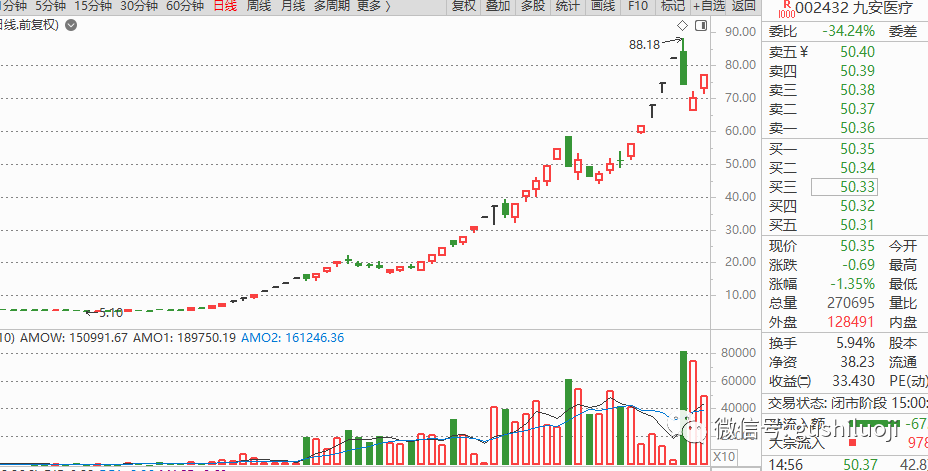 1分钟 5分钟 15分钟 30分钟 60分钟 日线 周线 月线 多周期 更多 〉 复权 叠加 多股 统计 画线 F10 标记 +自选 返回
日线.前复权)
R
1000 002432 九安医疗
委比 -34.24% 委差
卖五 ¥ 50.40
卖四 50.39
卖三 50.38
卖二 50.37
卖一 50.36
买一 50.35
买二 50.34
买三 50.33
买四 50.32
买五 50.31
现价 50.35 今开
涨跌 -0.69 最高
涨幅 -1.35% 最低
总量 270695 量比
外盘 128491 内盘
换手 5.94% 股本
净资 38.23 流通
收益㈡ 33.430 PE(动)
交易状态: 闭市阶段 15:00:
-67
大宗流入 978
14:56 50.37 42.8
90.00
80.00
70.00
60.00
50.00
40.00
30.00
20.00
10.00
88.18
5.10
10) AMOW: 150991.67 AMO1: 189750.19 AMO2: 161246.36
80000
60000
40000
X10
微信号: gushituoji